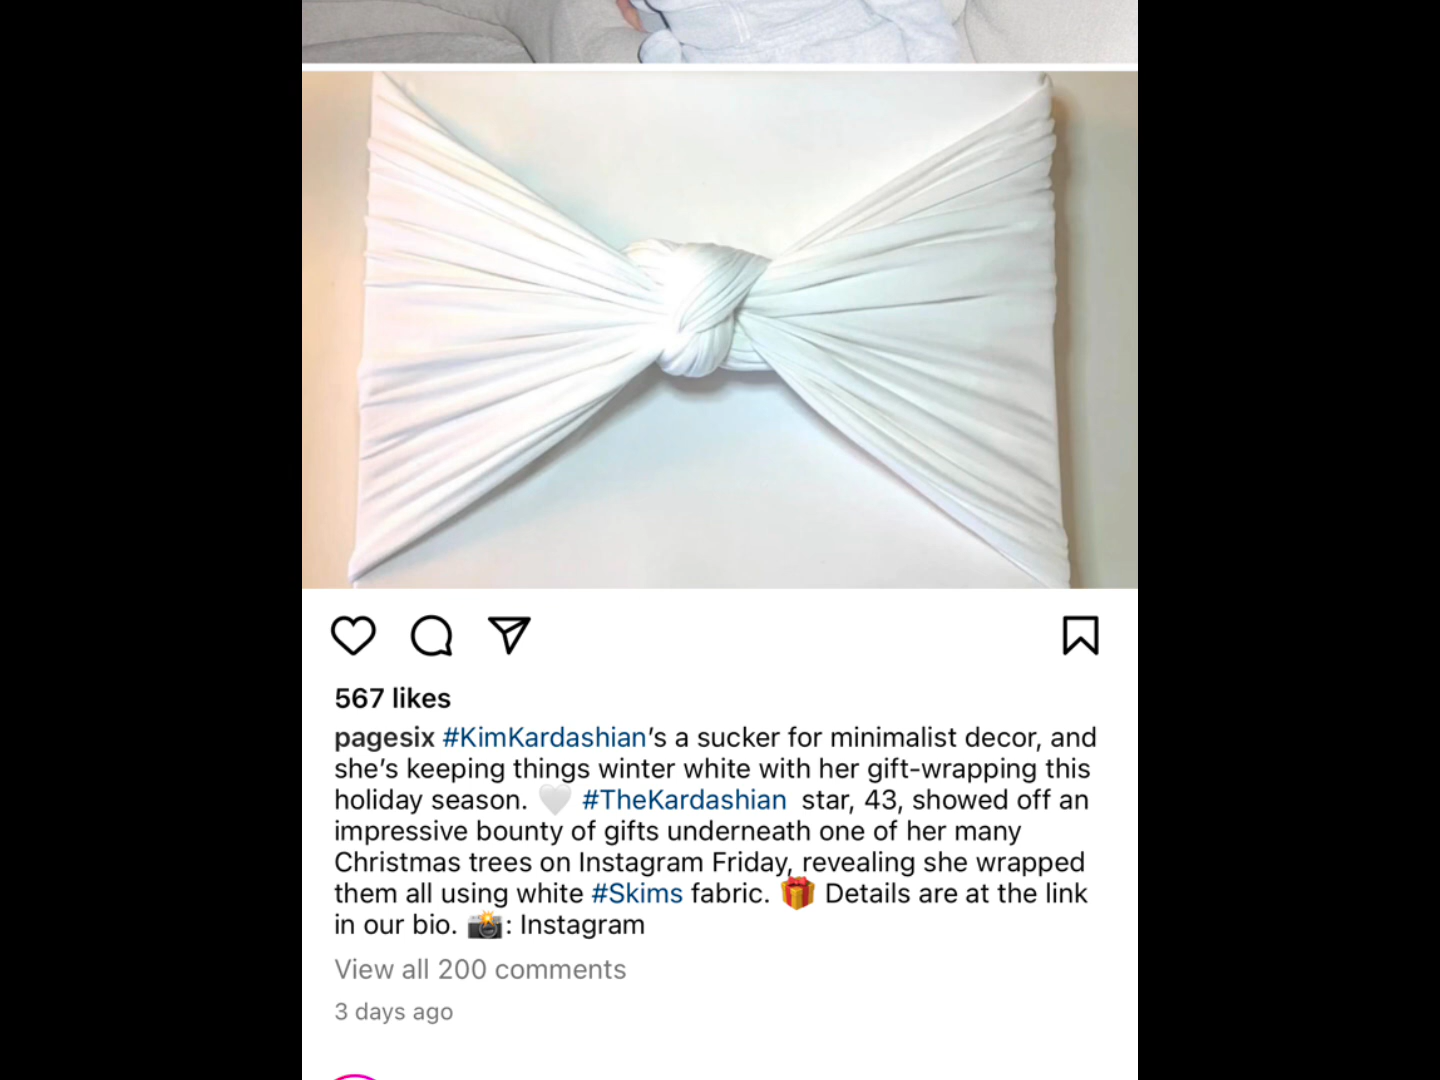 567 likes
pagesix #KimKardashian’s a sucker for minimalist decor, and
she’s keeping things winter white with her gift-wrapping this
holiday season. 🤍 #TheKardashian star, 43, showed off an
impressive bounty of gifts underneath one of her many
Christmas trees on Instagram Friday, revealing she wrapped
them all using white #Skims fabric. 🎁 Details are at the link
in our bio. 📸: Instagram
View all 200 comments
3 days ago